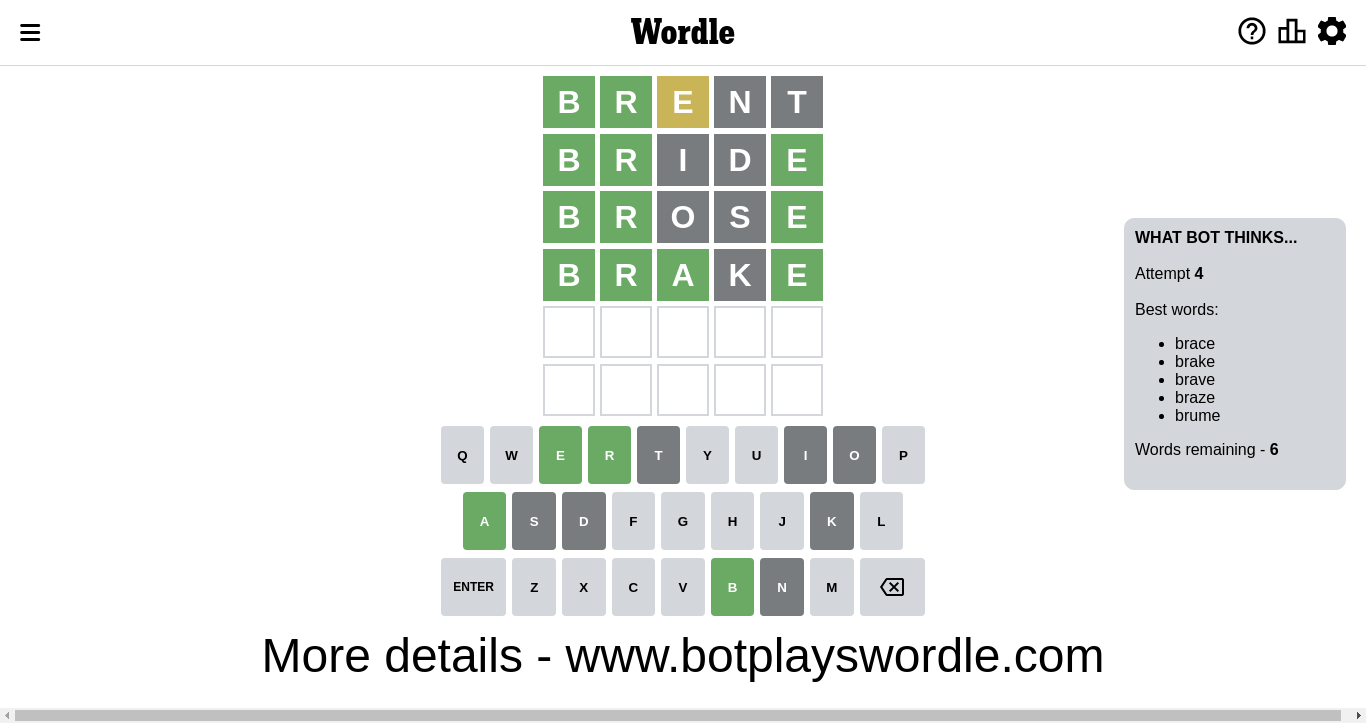 Wordle
B R E N T
B R I D E
B R O S E
B R A K E
WHAT BOT THINKS...
Attempt 4
Best words:
brace
brake
brave
braze
brume
Words remaining - 6
Q W E R T Y U I O P
A S D F G H J K L
ENTER Z X C V B N M
More details - www.botplayswordle.com